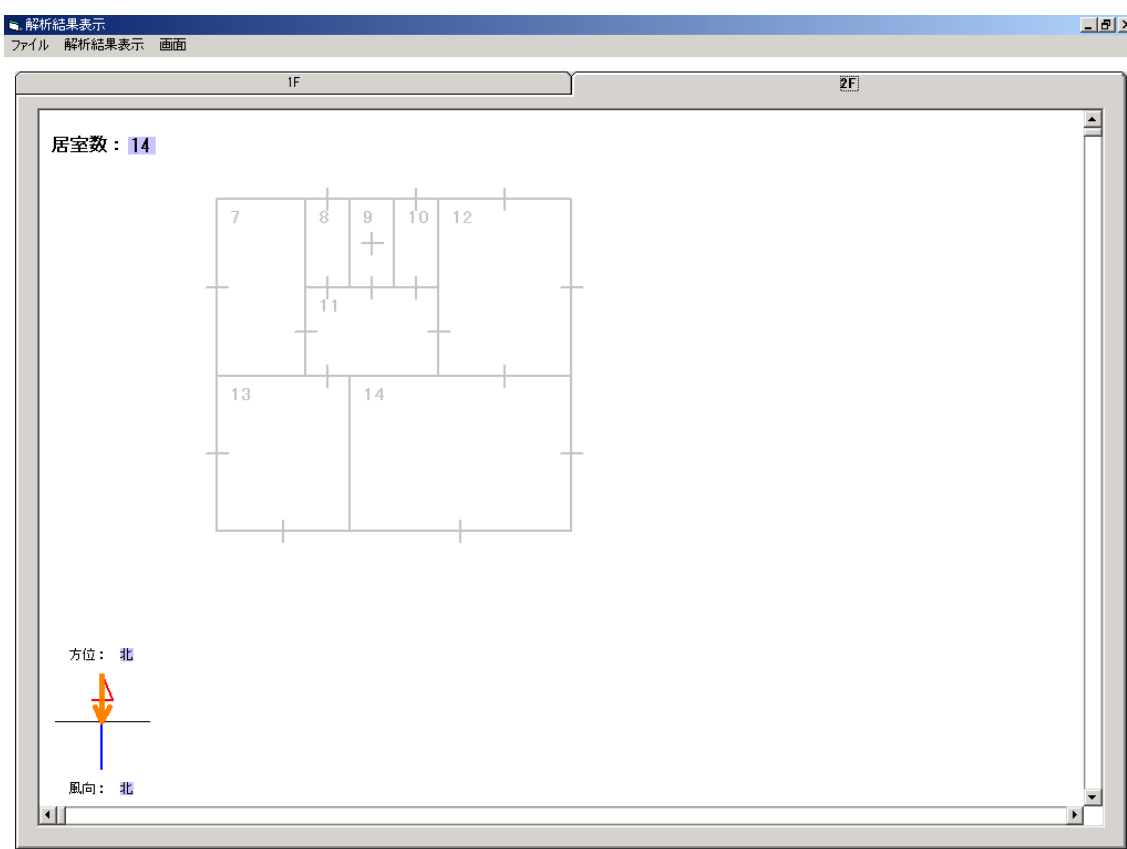 解析結果表示
ファイル 解析結果表示 画面
1F 2F
居室数：14
7 8 9 10 12
11
13 14
方位： 北
風向： 北